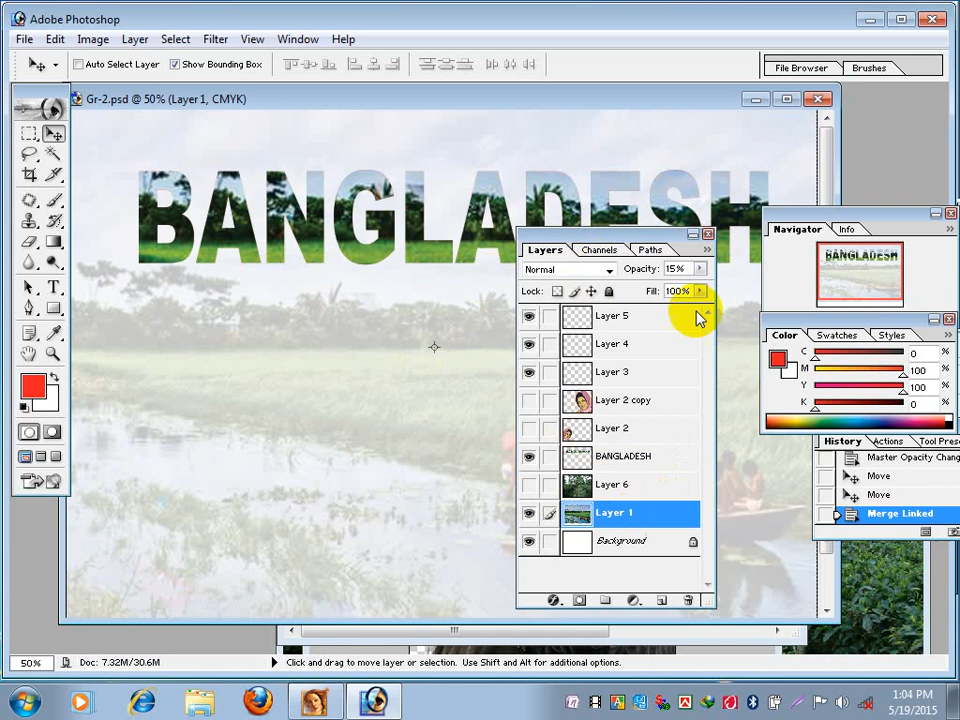 Adobe Photoshop
File Edit Image Layer Select Filter View Window Help
Auto Select Layer Show Bounding Box File Browser Brushes
Gr-2.psd @ 50% (Layer 1, CMYK)
BANGLADESH
Layers Channels Paths
Normal Opacity: 15%
Lock: Fill: 100%
Layer 5
Layer 4
Layer 3
Layer 2 copy
Layer 2
BANGLADESH
Layer 6
Layer 1
Background
Navigator Info
BANGLADESH
Color Swatches Styles
C 0 %
M 100 %
Y 100 %
K 0 %
History Actions Tool Pres
Master Opacity Chang
Move
Move
Merge Linked
50% Doc: 7.32M/30.6M Click and drag to move layer or selection. Use Shift and Alt for additional options.
1:04 PM
5/19/2015